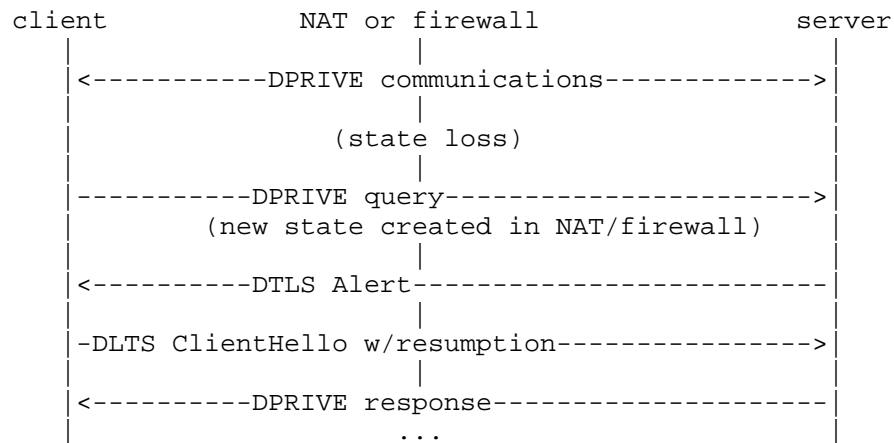 client NAT or firewall server
<-----------DPRIVE communications------------->
(state loss)
-----------DPRIVE query----------------------->
(new state created in NAT/firewall)
<----------DTLS Alert-------------------------
-DLTS ClientHello w/resumption---------------->
<----------DPRIVE response--------------------
...